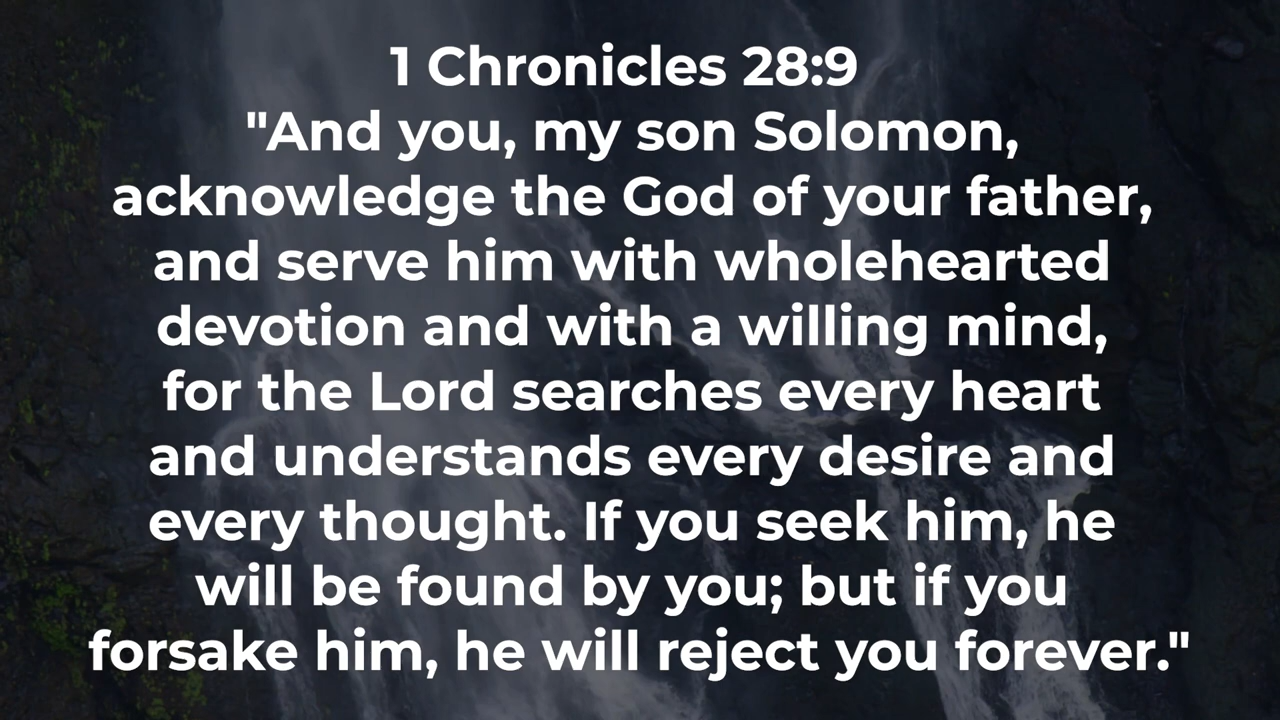 1 Chronicles 28:9
"And you, my son Solomon,
acknowledge the God of your father,
and serve him with wholehearted
devotion and with a willing mind,
for the Lord searches every heart
and understands every desire and
every thought. If you seek him, he
will be found by you; but if you
forsake him, he will reject you forever."